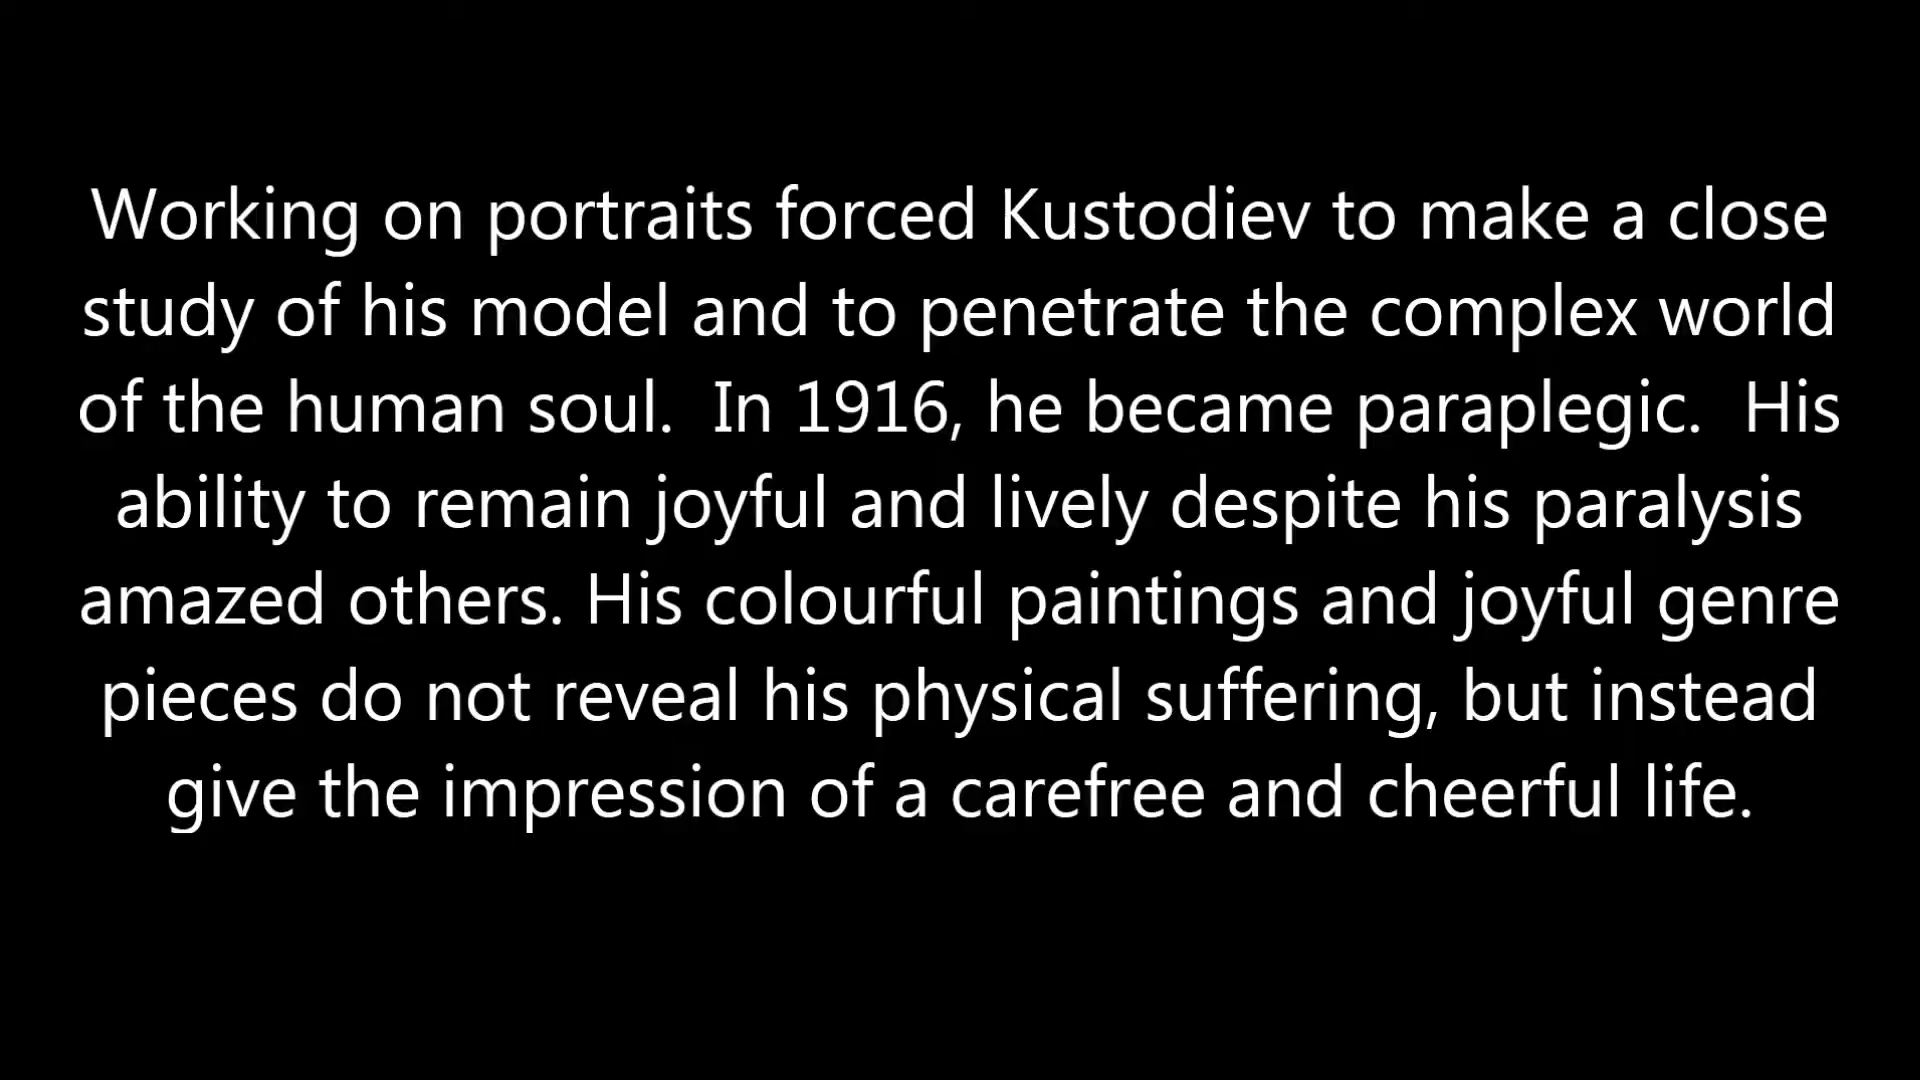 Working on portraits forced Kustodiev to make a close
study of his model and to penetrate the complex world
of the human soul.  In 1916, he became paraplegic.  His
ability to remain joyful and lively despite his paralysis
amazed others. His colourful paintings and joyful genre
pieces do not reveal his physical suffering, but instead
give the impression of a carefree and cheerful life.